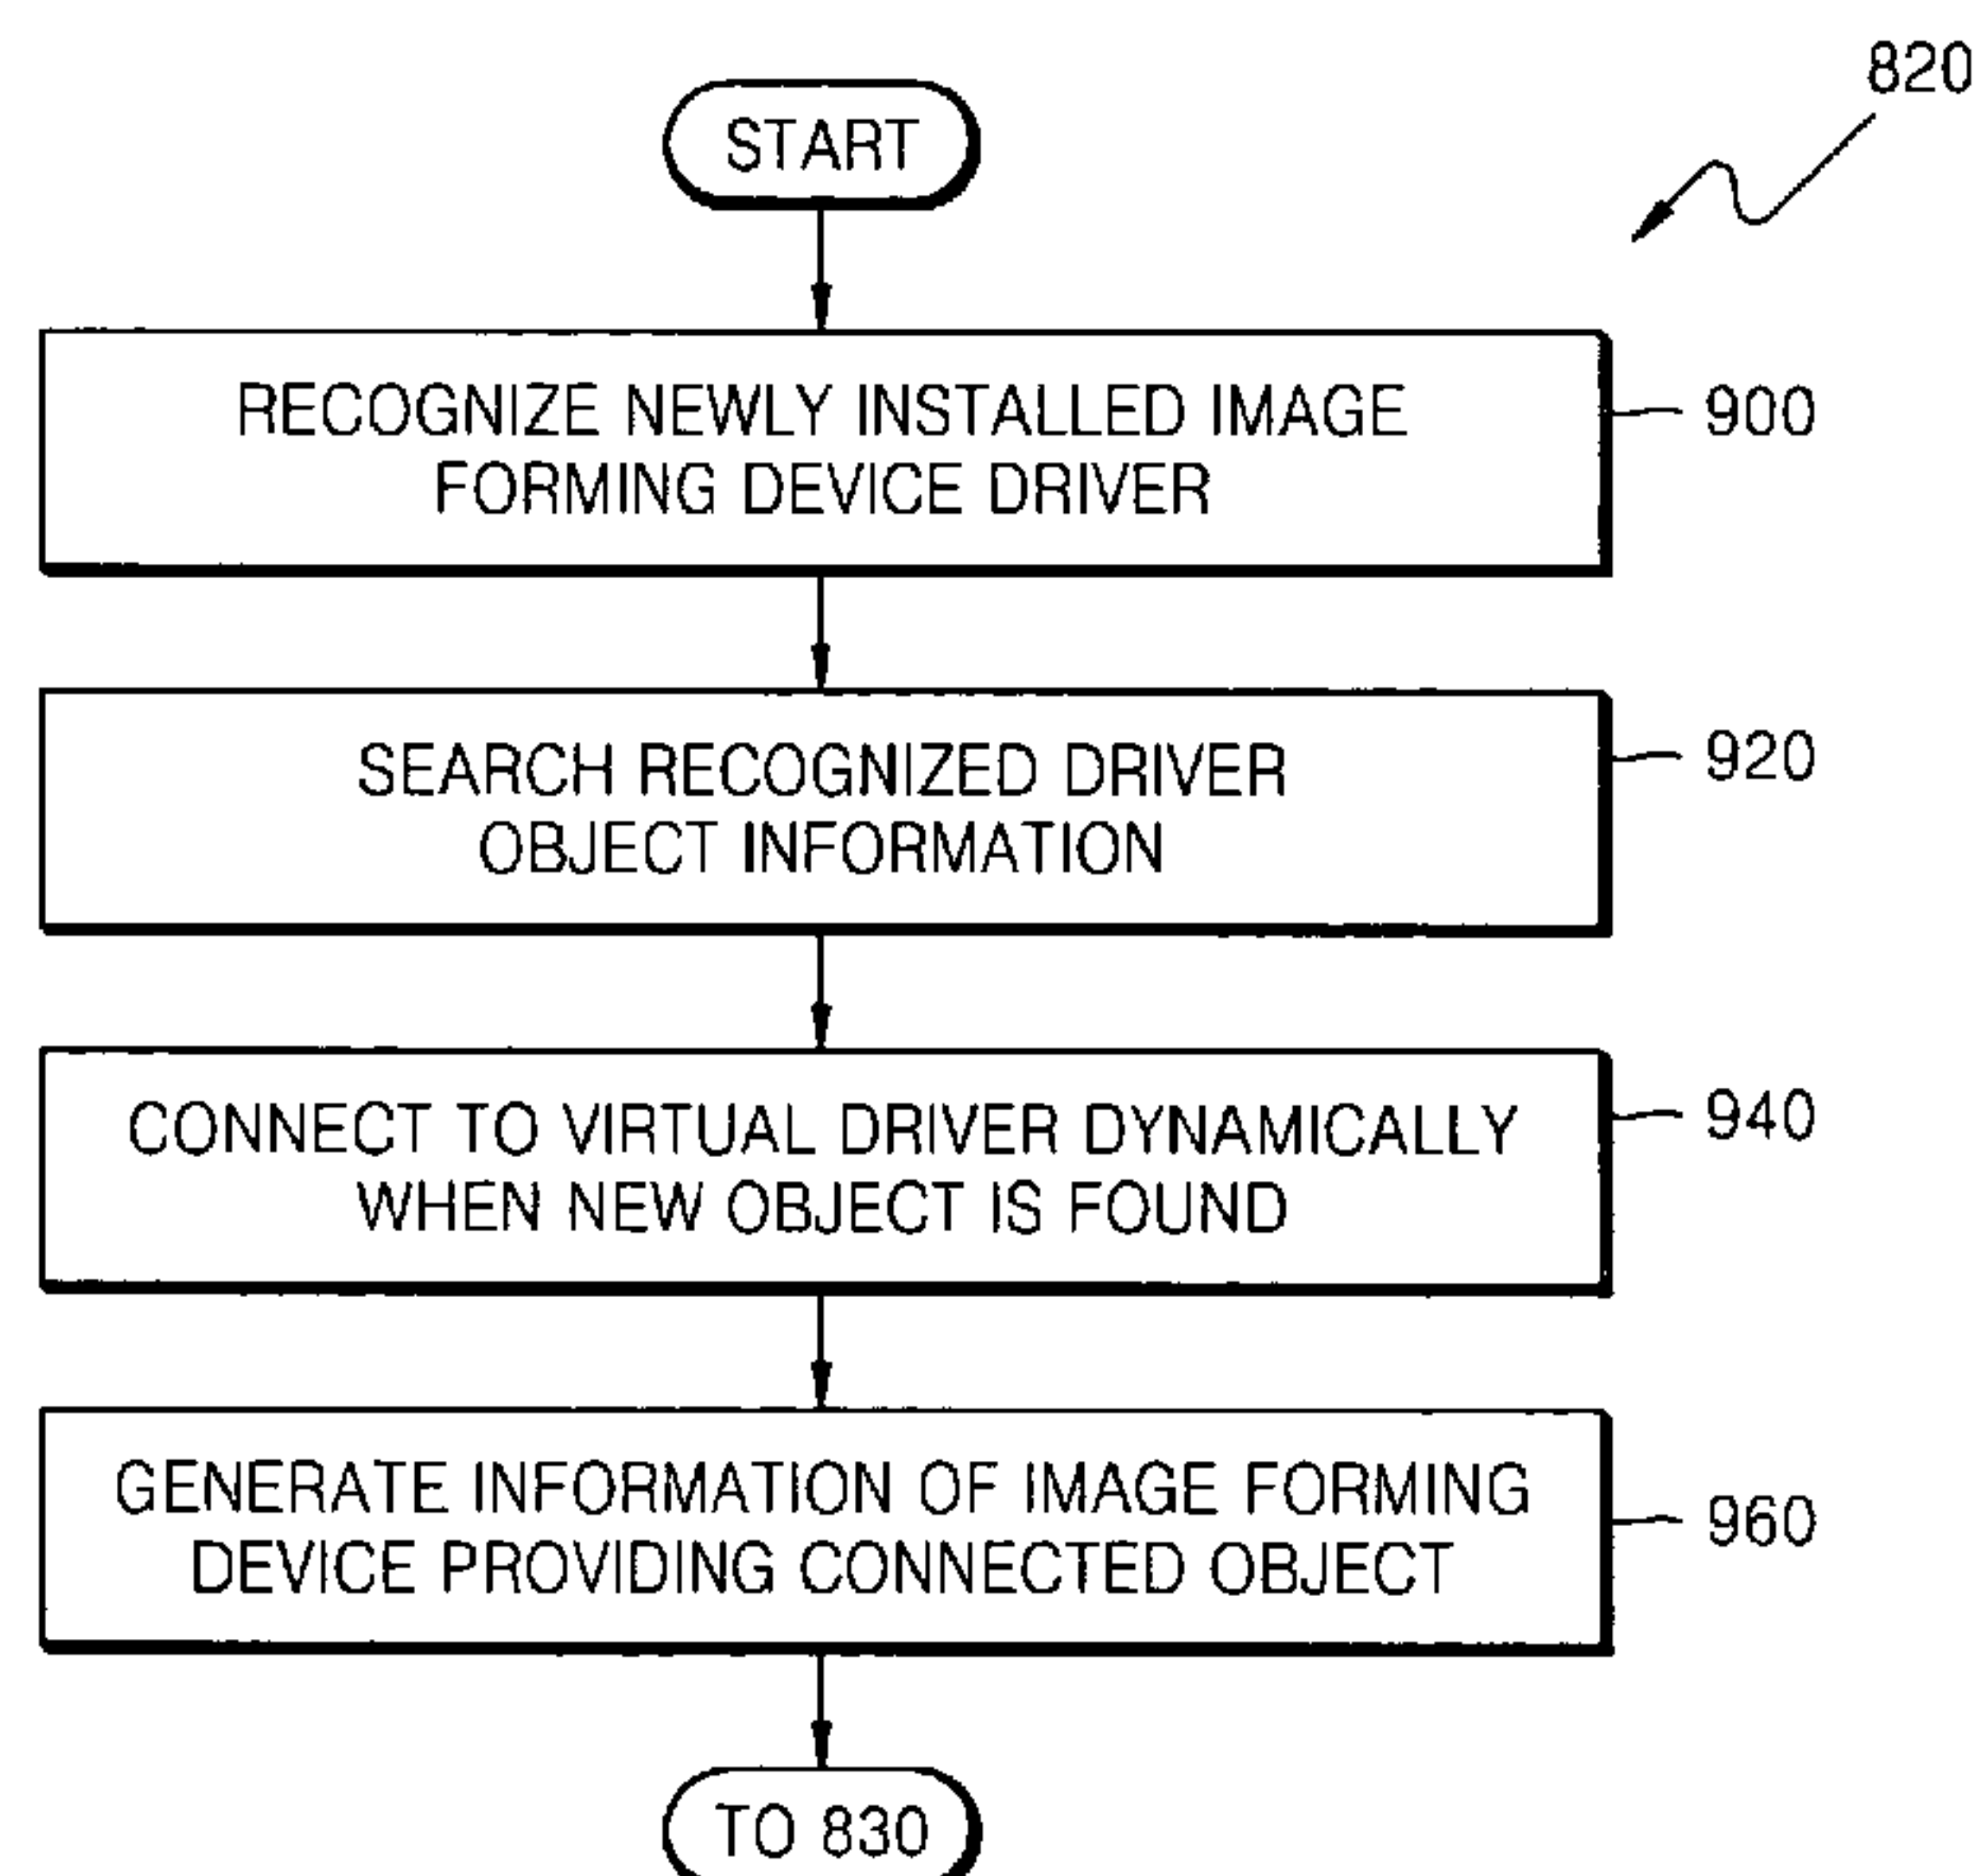 820
START
RECOGNIZE NEWLY INSTALLED IMAGE
FORMING DEVICE DRIVER
900
SEARCH RECOGNIZED DRIVER
OBJECT INFORMATION
920
CONNECT TO VIRTUAL DRIVER DYNAMICALLY
WHEN NEW OBJECT IS FOUND
940
GENERATE INFORMATION OF IMAGE FORMING
DEVICE PROVIDING CONNECTED OBJECT
960
TO 830